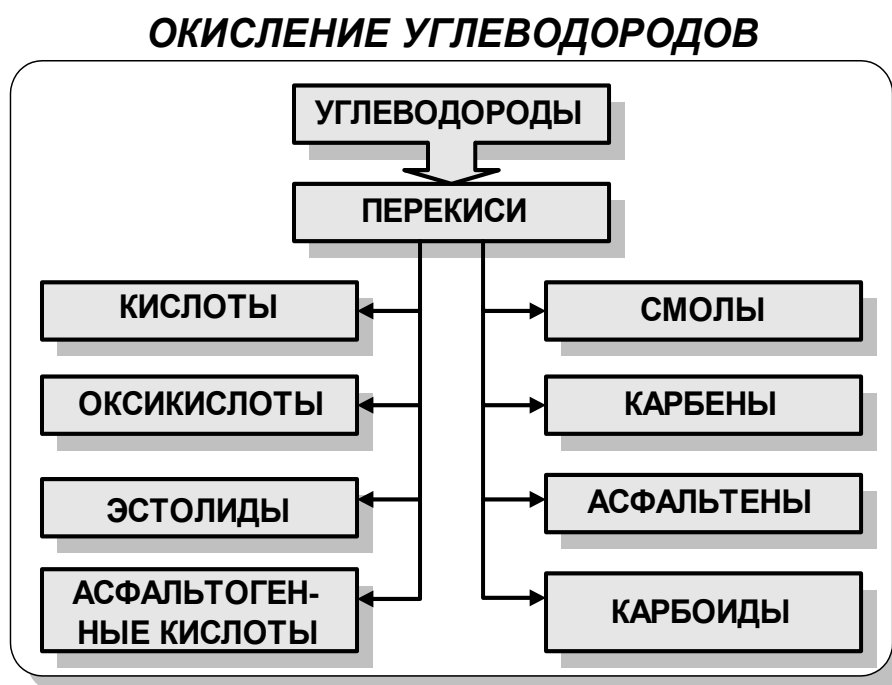 ОКИСЛЕНИЕ УГЛЕВОДОРОДОВ
УГЛЕВОДОРОДЫ
ПЕРЕКИСИ
КИСЛОТЫ
ОКСИКИСЛОТЫ
ЭСТОЛИДЫ
АСФАЛЬТОГЕН-
НЫЕ КИСЛОТЫ
СМОЛЫ
КАРБЕНЫ
АСФАЛЬТЕНЫ
КАРБОИДЫ